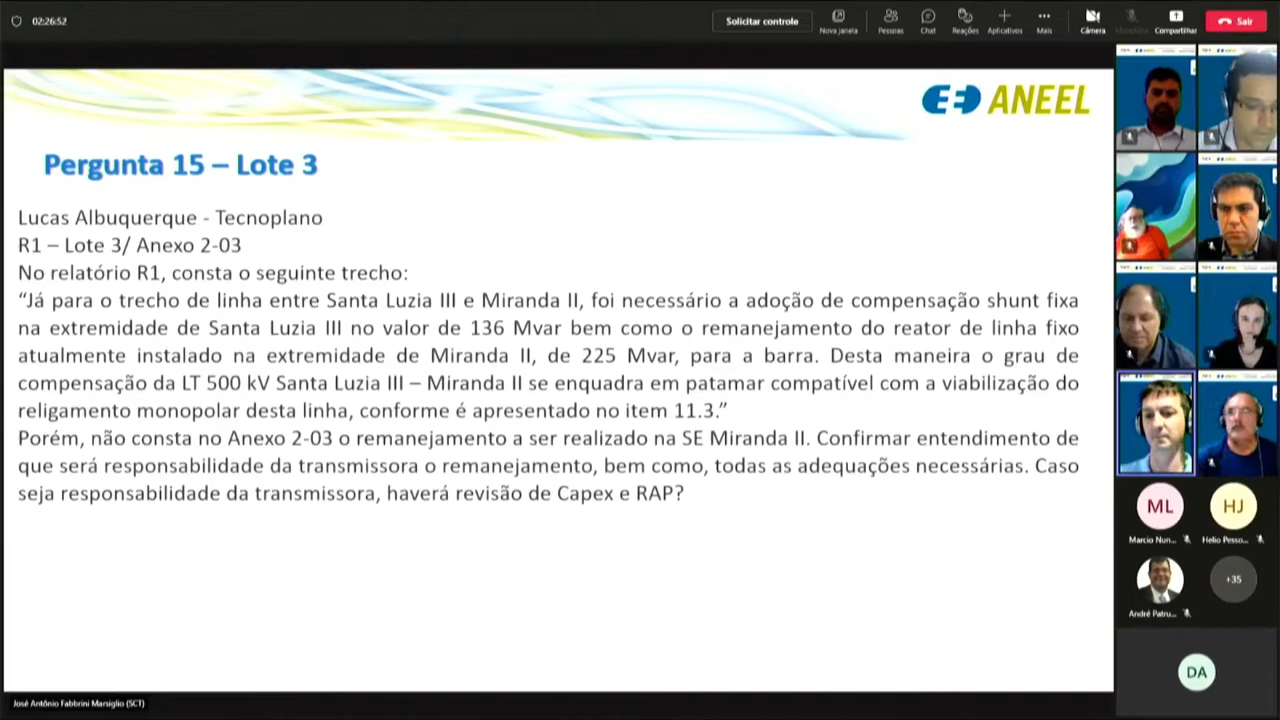 02:26:52
Solicitar controle
Nova janela
Pessoas
Chat
Reações
Aplicativos
Mais
Câmera
Compartilhar
Sair
ANEEL
Pergunta 15 – Lote 3
Lucas Albuquerque - Tecnoplano
R1 – Lote 3/ Anexo 2-03
No relatório R1, consta o seguinte trecho:
“Já para o trecho de linha entre Santa Luzia III e Miranda II, foi necessário a adoção de compensação shunt fixa
na extremidade de Santa Luzia III no valor de 136 Mvar bem como o remanejamento do reator de linha fixo
atualmente instalado na extremidade de Miranda II, de 225 Mvar, para a barra. Desta maneira o grau de
compensação da LT 500 kV Santa Luzia III – Miranda II se enquadra em patamar compatível com a viabilização do
religamento monopolar desta linha, conforme é apresentado no item 11.3.”
Porém, não consta no Anexo 2-03 o remanejamento a ser realizado na SE Miranda II. Confirmar entendimento de
que será responsabilidade da transmissora o remanejamento, bem como, todas as adequações necessárias. Caso
seja responsabilidade da transmissora, haverá revisão de Capex e RAP?
ML
HJ
Marcio Nun...
Helio Pesso...
+35
André Patru...
DA
José Antônio Fabbrini Marsiglio (SCT)